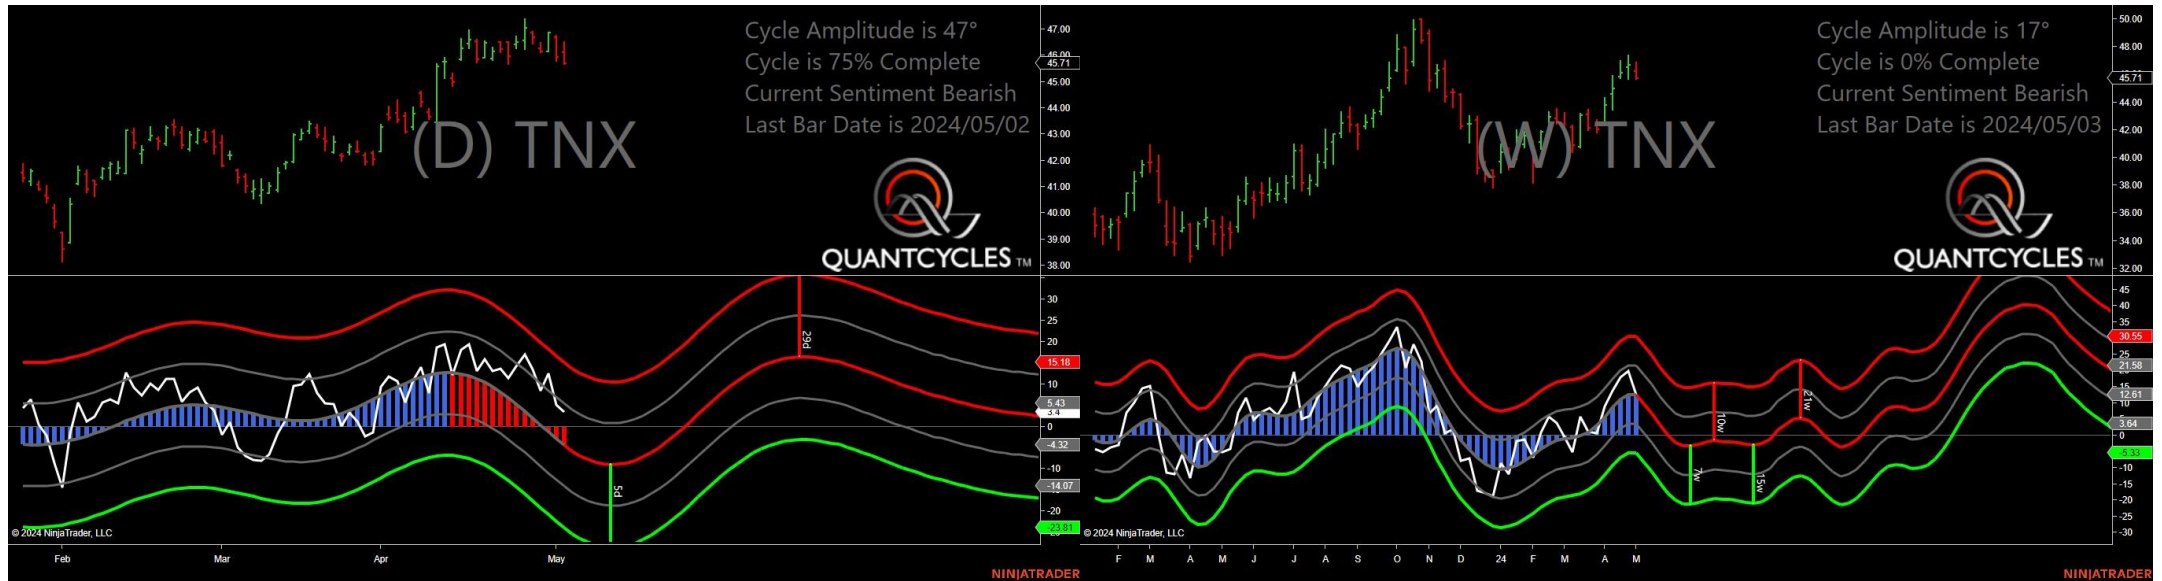 Cycle Amplitude is 47°
Cycle is 75% Complete
Current Sentiment Bearish
Last Bar Date is 2024/05/02
(D) TNX
QUANTCYCLES TM
47.00
46.00
45.71
45.00
44.00
43.00
42.00
41.00
40.00
39.00
38.00
30
25
20
15.18
10
5.43
3.4
0
-4.32
-10
-14.07
-20
-23.81
29d
5d
© 2024 NinjaTrader, LLC
Feb Mar Apr May
NINJATRADER
Cycle Amplitude is 17°
Cycle is 0% Complete
Current Sentiment Bearish
Last Bar Date is 2024/05/03
(W) TNX
QUANTCYCLES TM
50.00
48.00
45.71
44.00
42.00
40.00
38.00
36.00
34.00
32.00
45
40
35
30.55
25
21.58
15
12.61
10
3.64
0
-5.33
-10
-15
-20
-25
-30
10w
21w
7w
15w
© 2024 NinjaTrader, LLC
F M A M J J A S O N D 24 F M A M
NINJATRADER